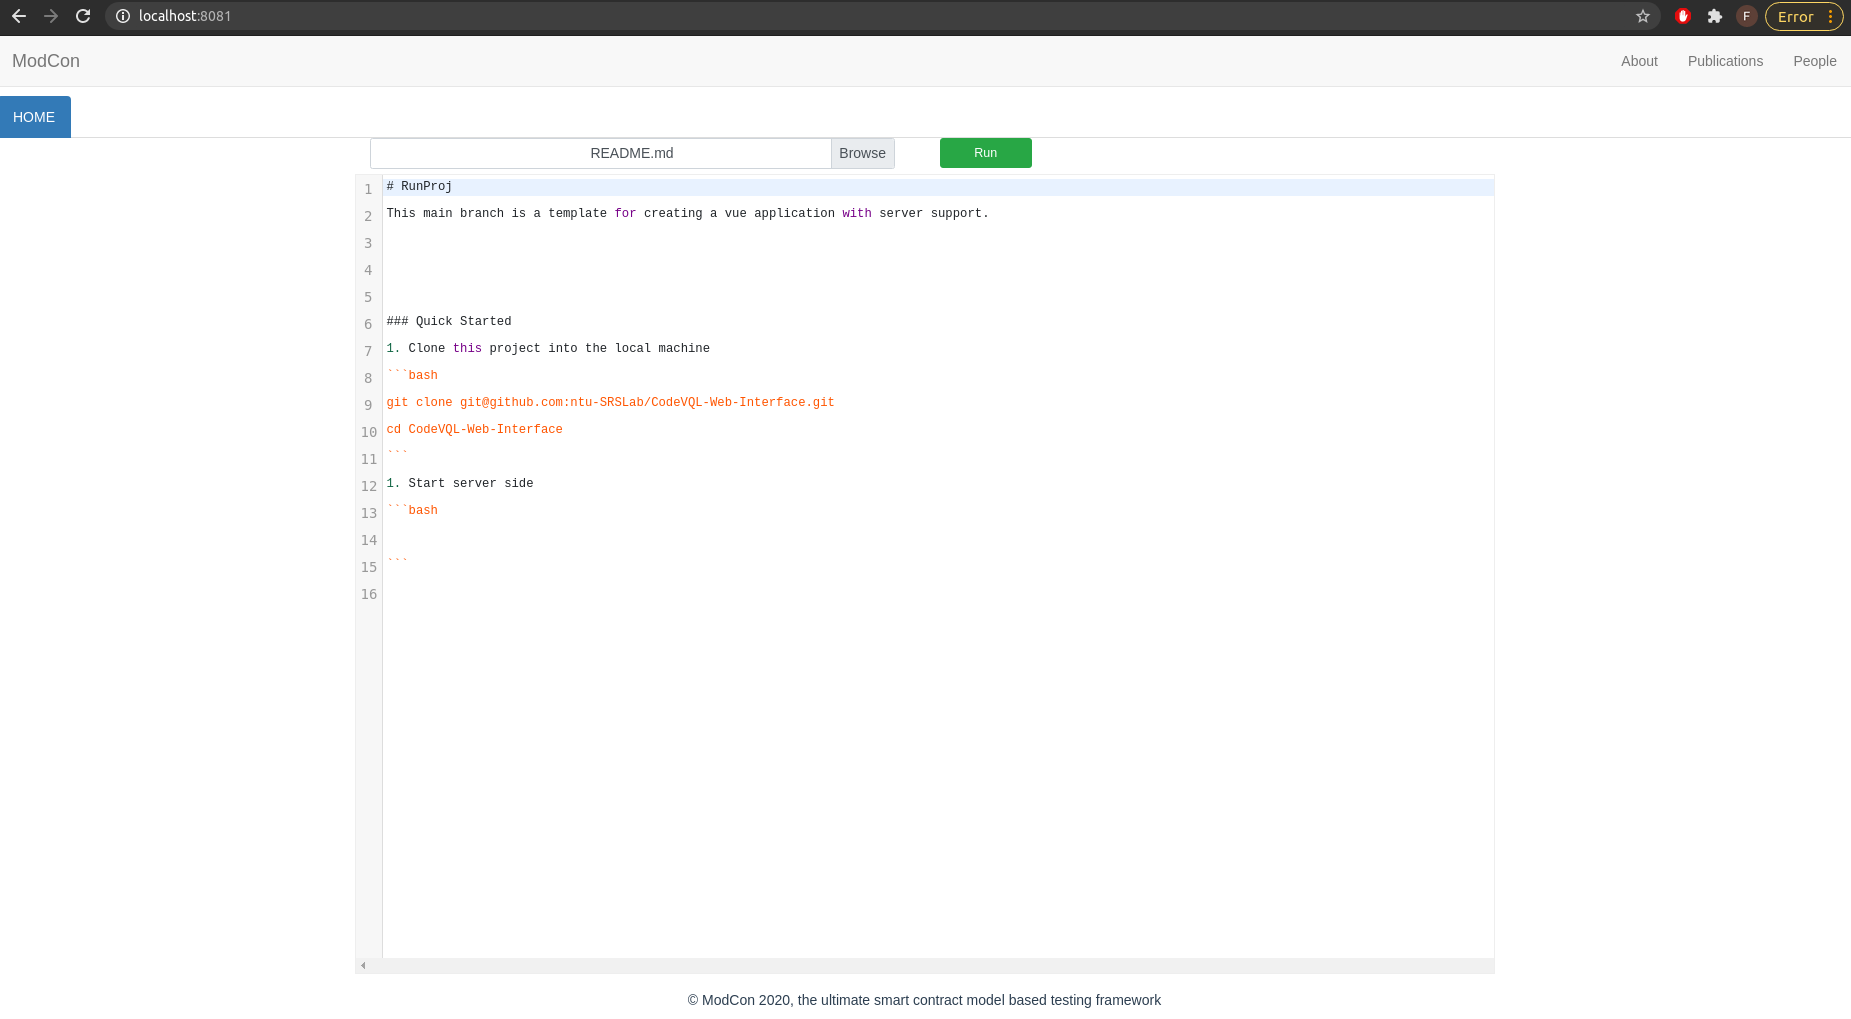 localhost:8081
F
Error
ModCon
About
Publications
People
HOME
README.md
Browse
Run
1 # RunProj
2 This main branch is a template for creating a vue application with server support.
3
4
5
6 ### Quick Started
7 1. Clone this project into the local machine
8 ```bash
9 git clone git@github.com:ntu-SRSLab/CodeVQL-Web-Interface.git
10 cd CodeVQL-Web-Interface
11 ```
12 1. Start server side
13 ```bash
14
15 ```
16
© ModCon 2020, the ultimate smart contract model based testing framework